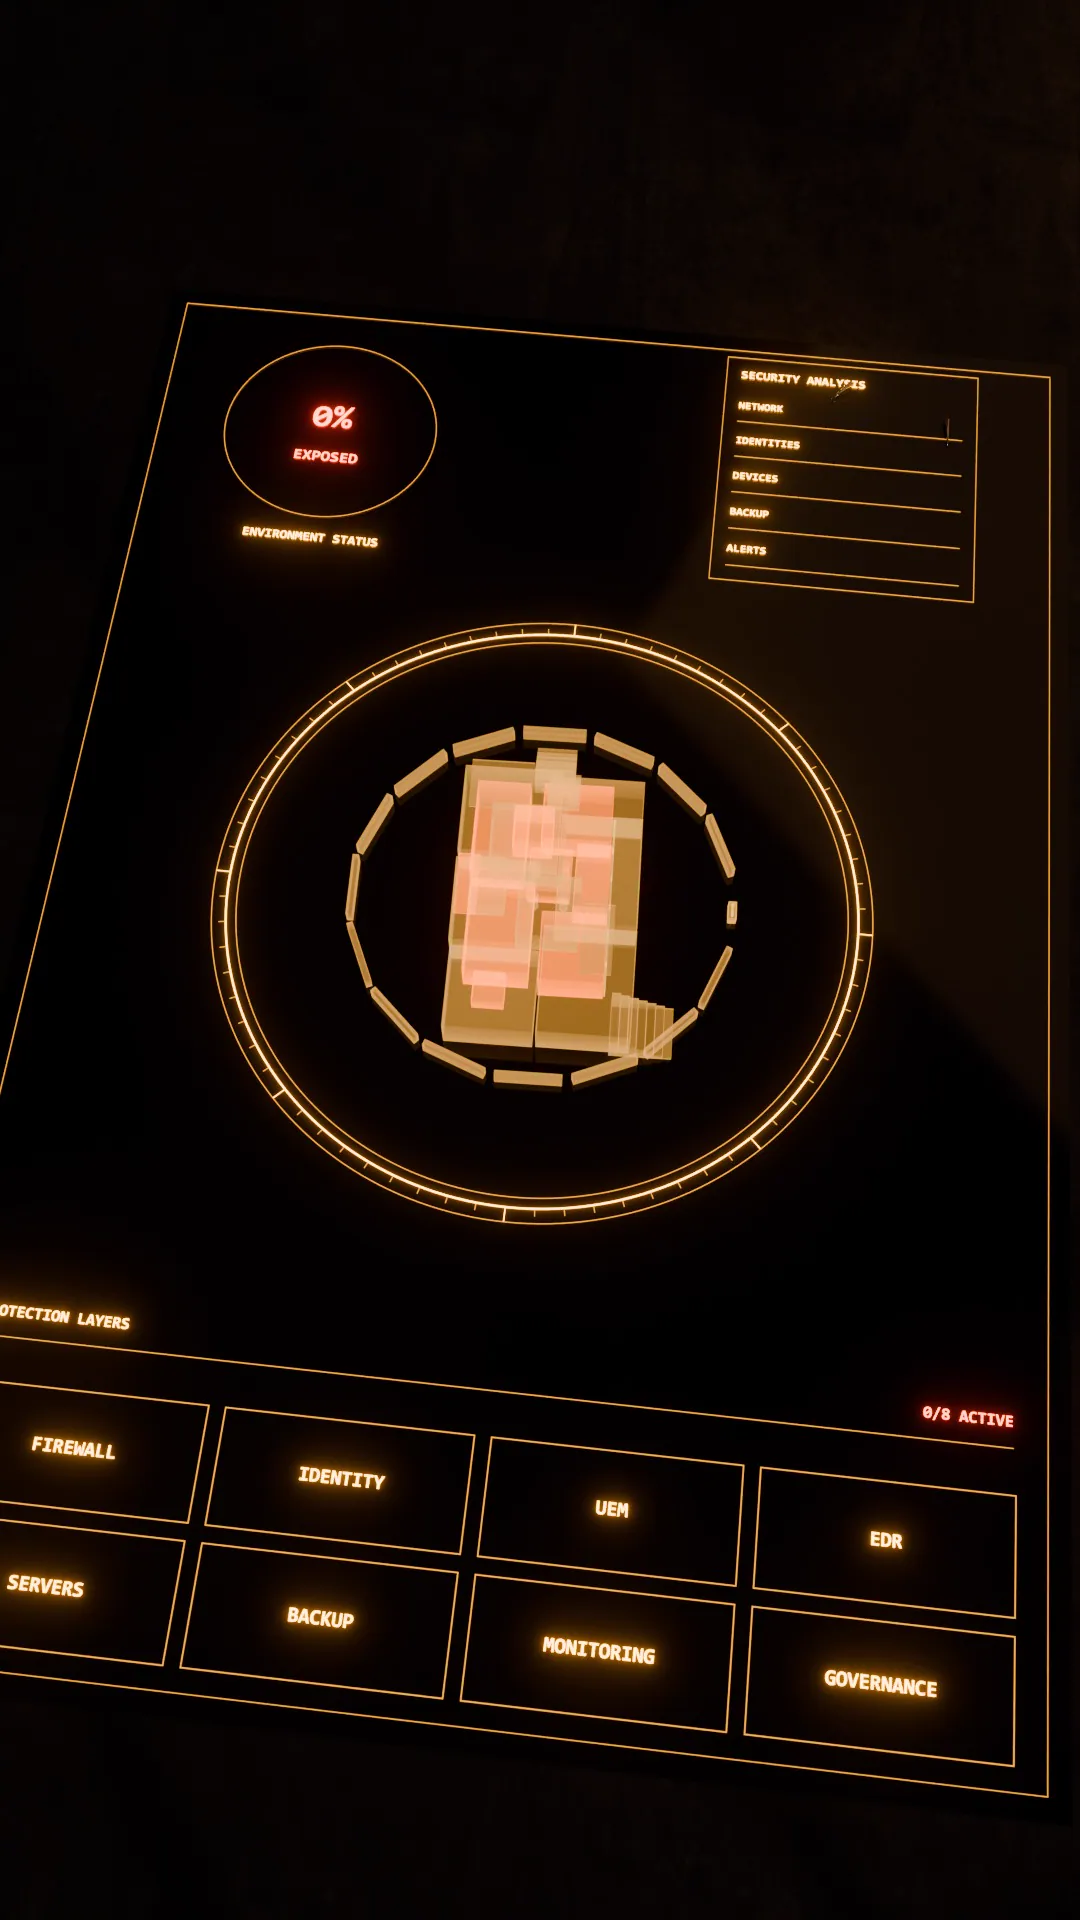 0%
EXPOSED
ENVIRONMENT STATUS
SECURITY ANALYSIS
NETWORK
IDENTITIES
DEVICES
BACKUP
ALERTS
OTECTION LAYERS
0/8 ACTIVE
FIREWALL
IDENTITY
UEM
EDR
SERVERS
BACKUP
MONITORING
GOVERNANCE